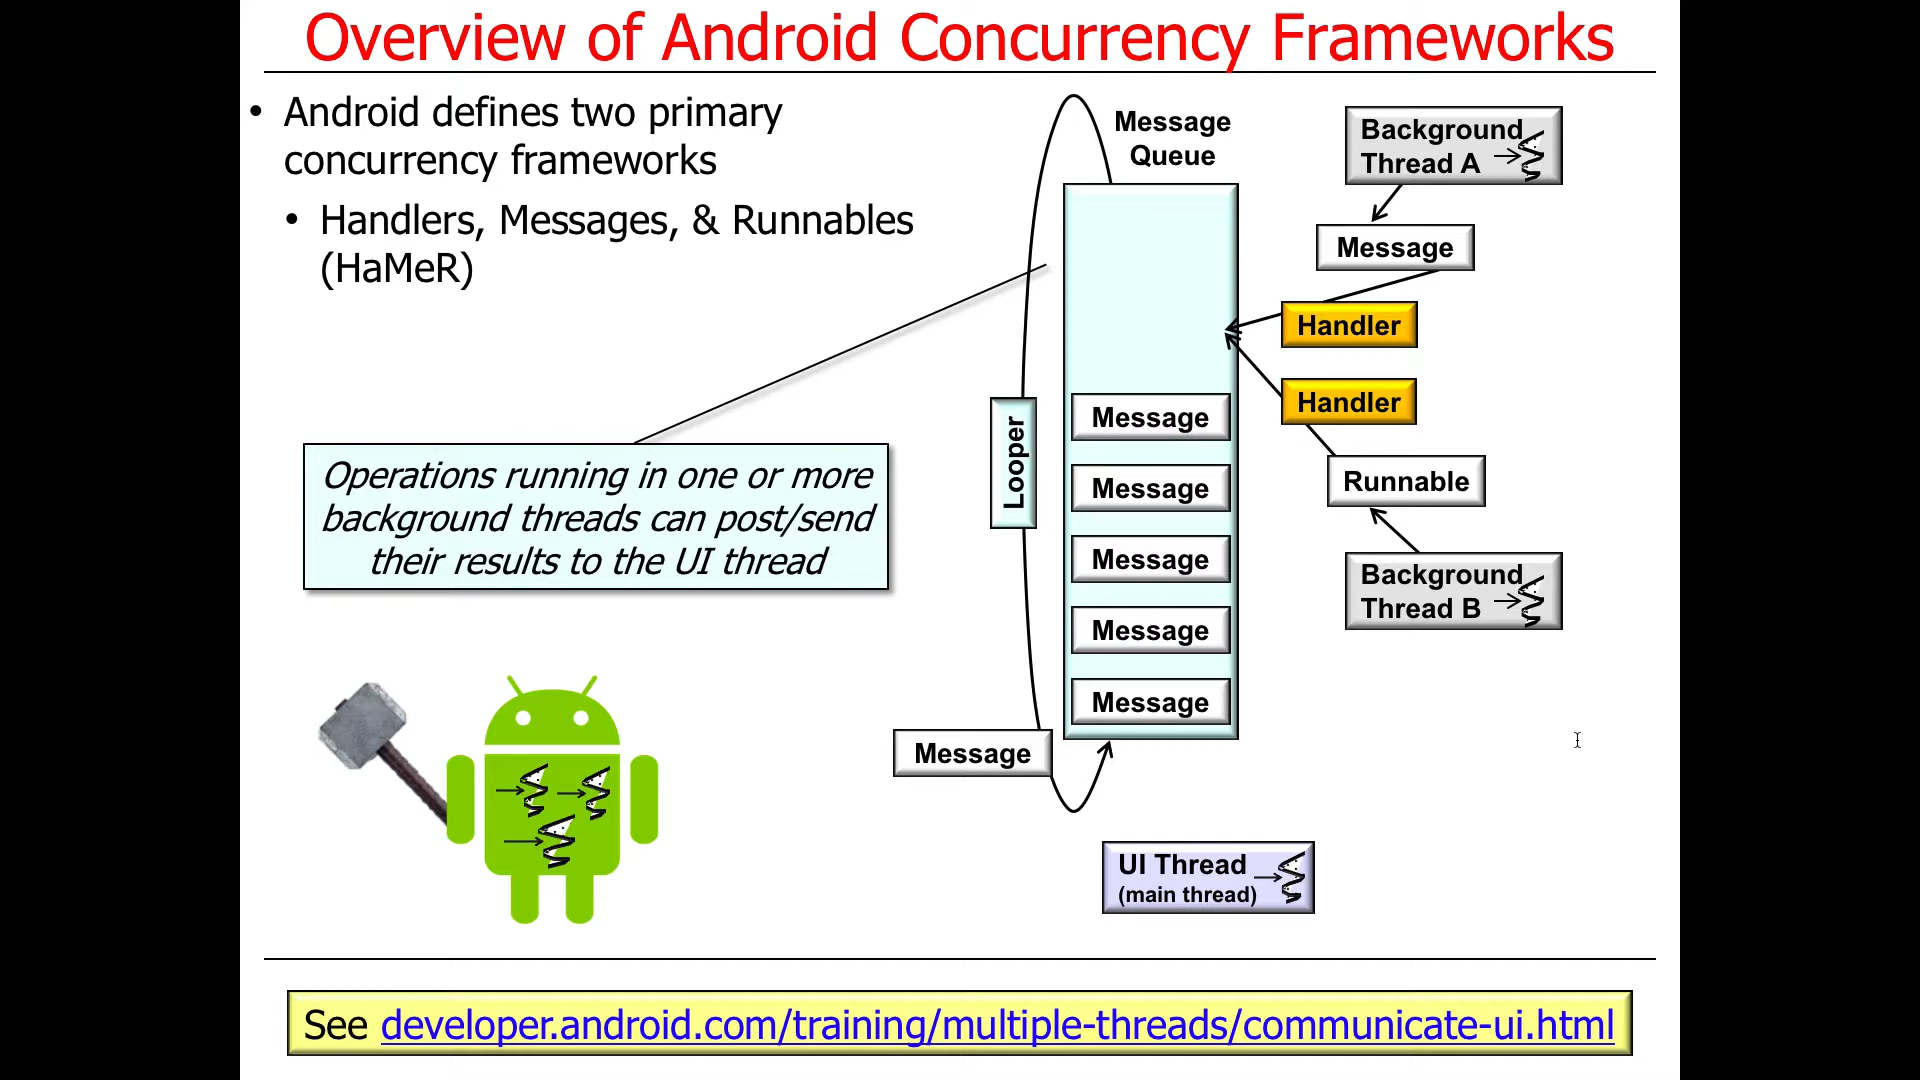 Overview of Android Concurrency Frameworks
• Android defines two primary
concurrency frameworks
• Handlers, Messages, & Runnables
(HaMeR)
Operations running in one or more
background threads can post/send
their results to the UI thread
Message
Queue
Looper
Message
Message
Message
Message
Message
Message
Background
Thread A
Message
Handler
Handler
Runnable
Background
Thread B
UI Thread
(main thread)
See developer.android.com/training/multiple-threads/communicate-ui.html